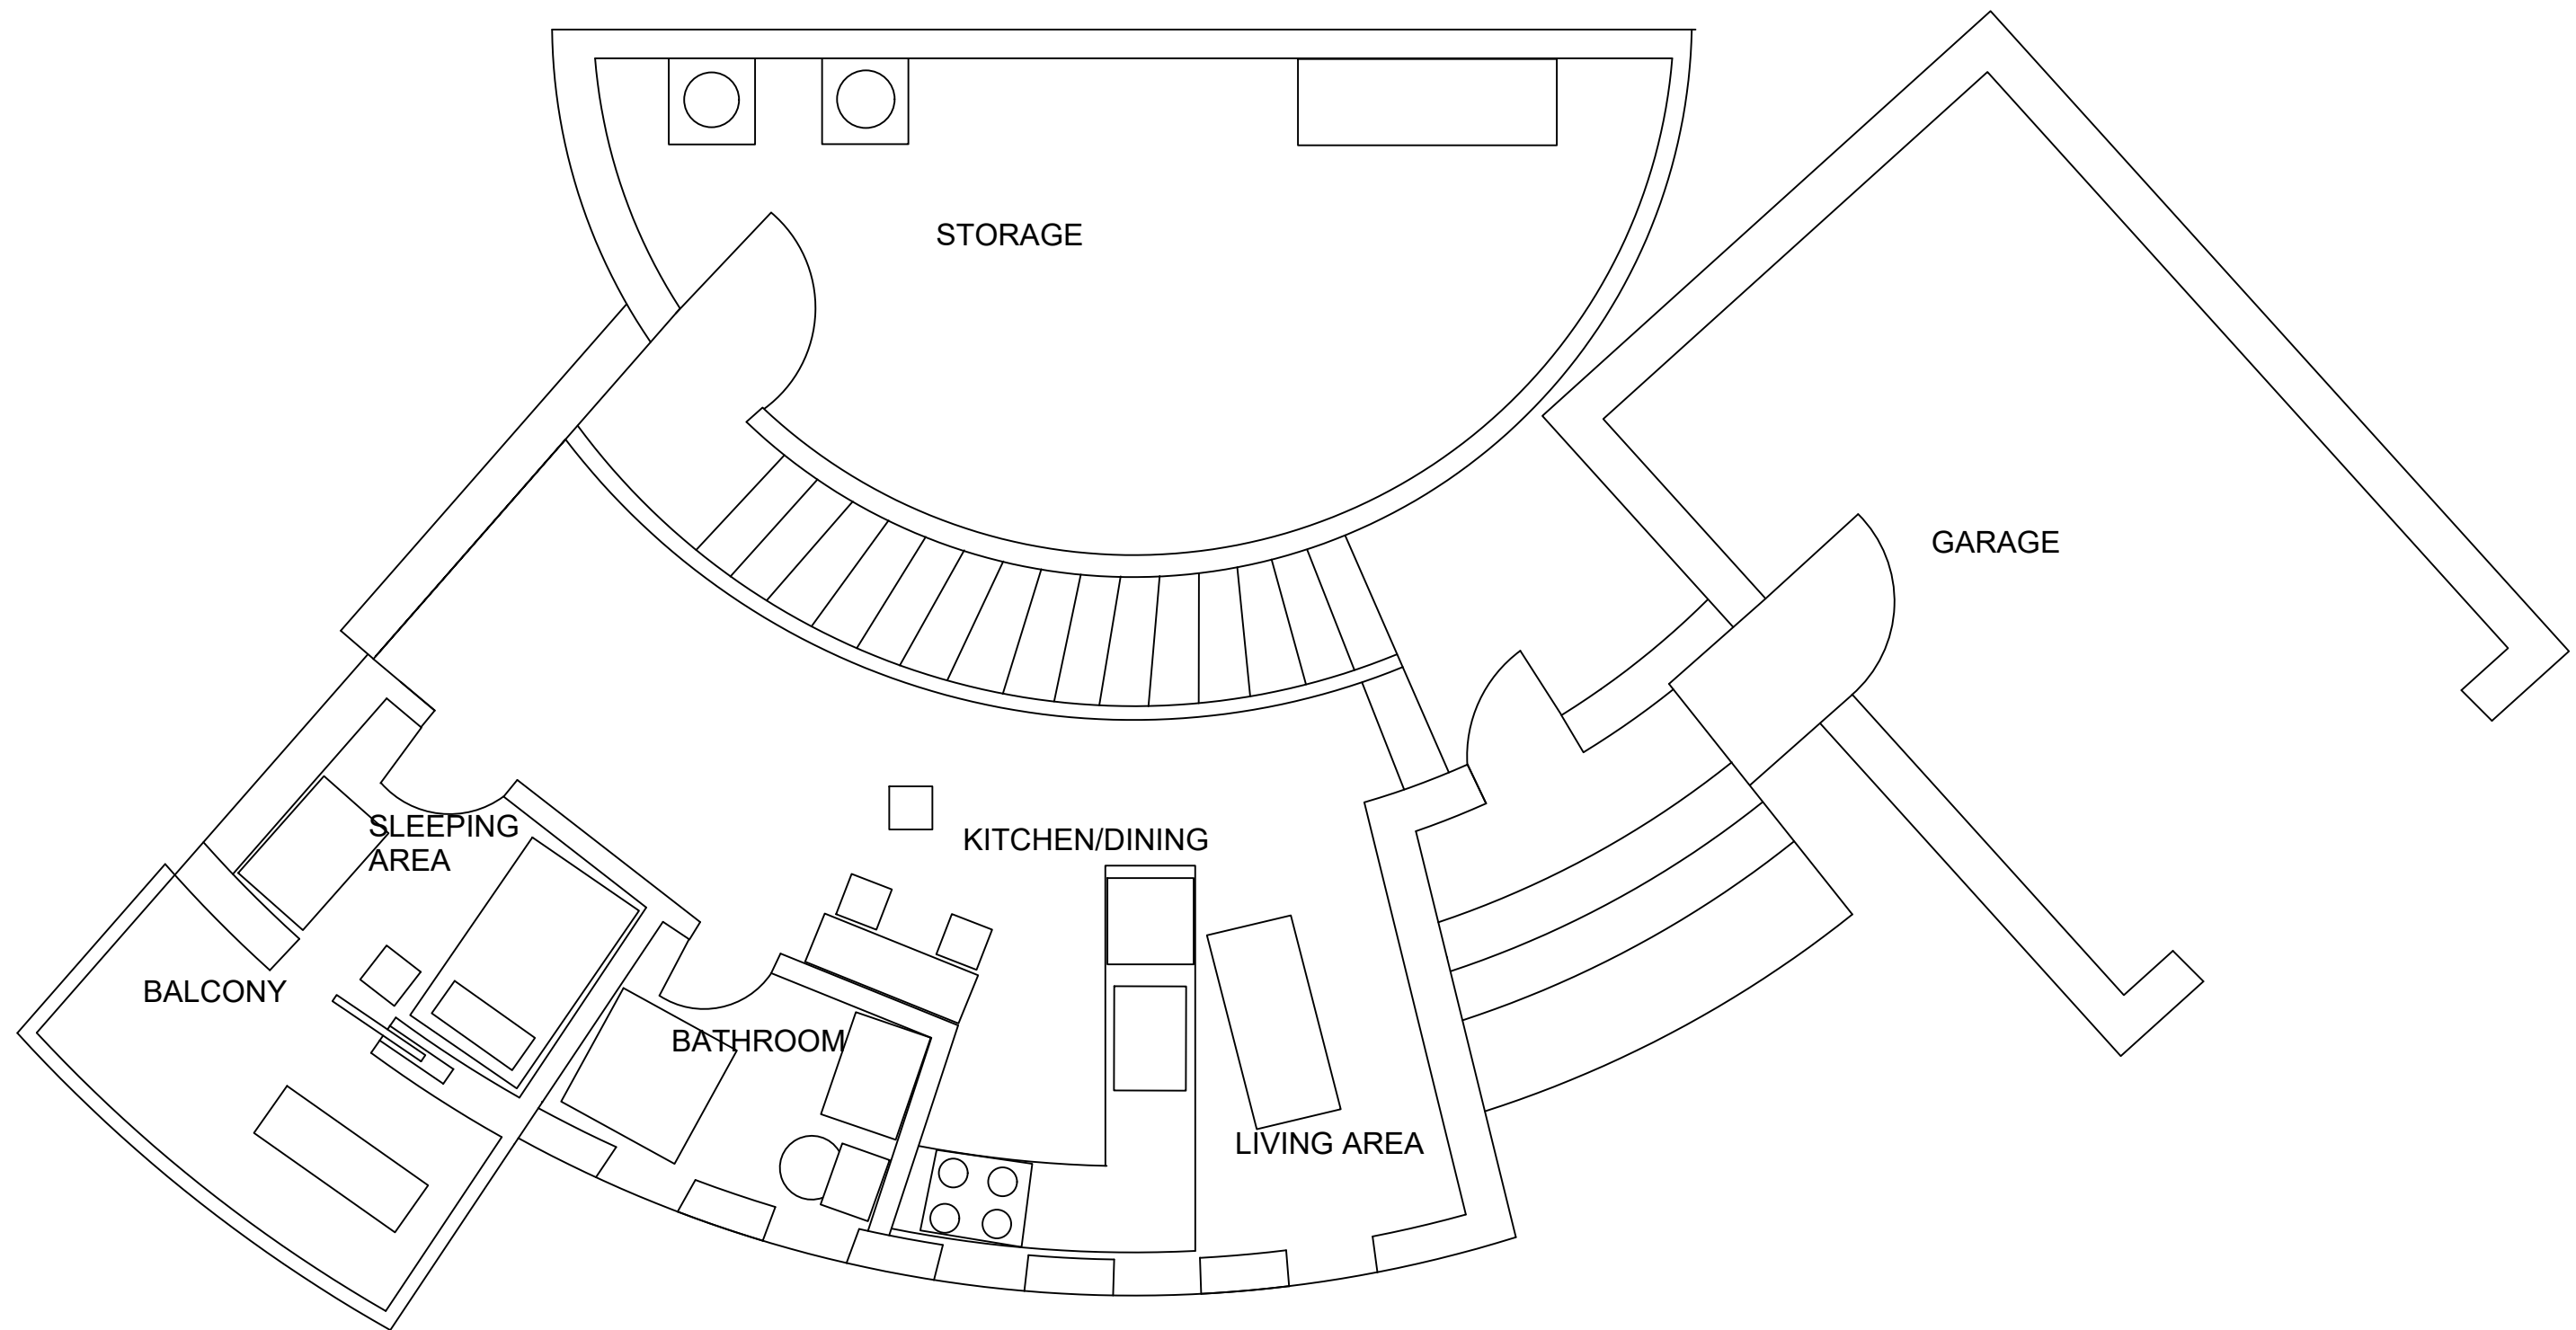 STORAGE
GARAGE
SLEEPING
AREA
KITCHEN/DINING
BALCONY
BATHROOM
LIVING AREA